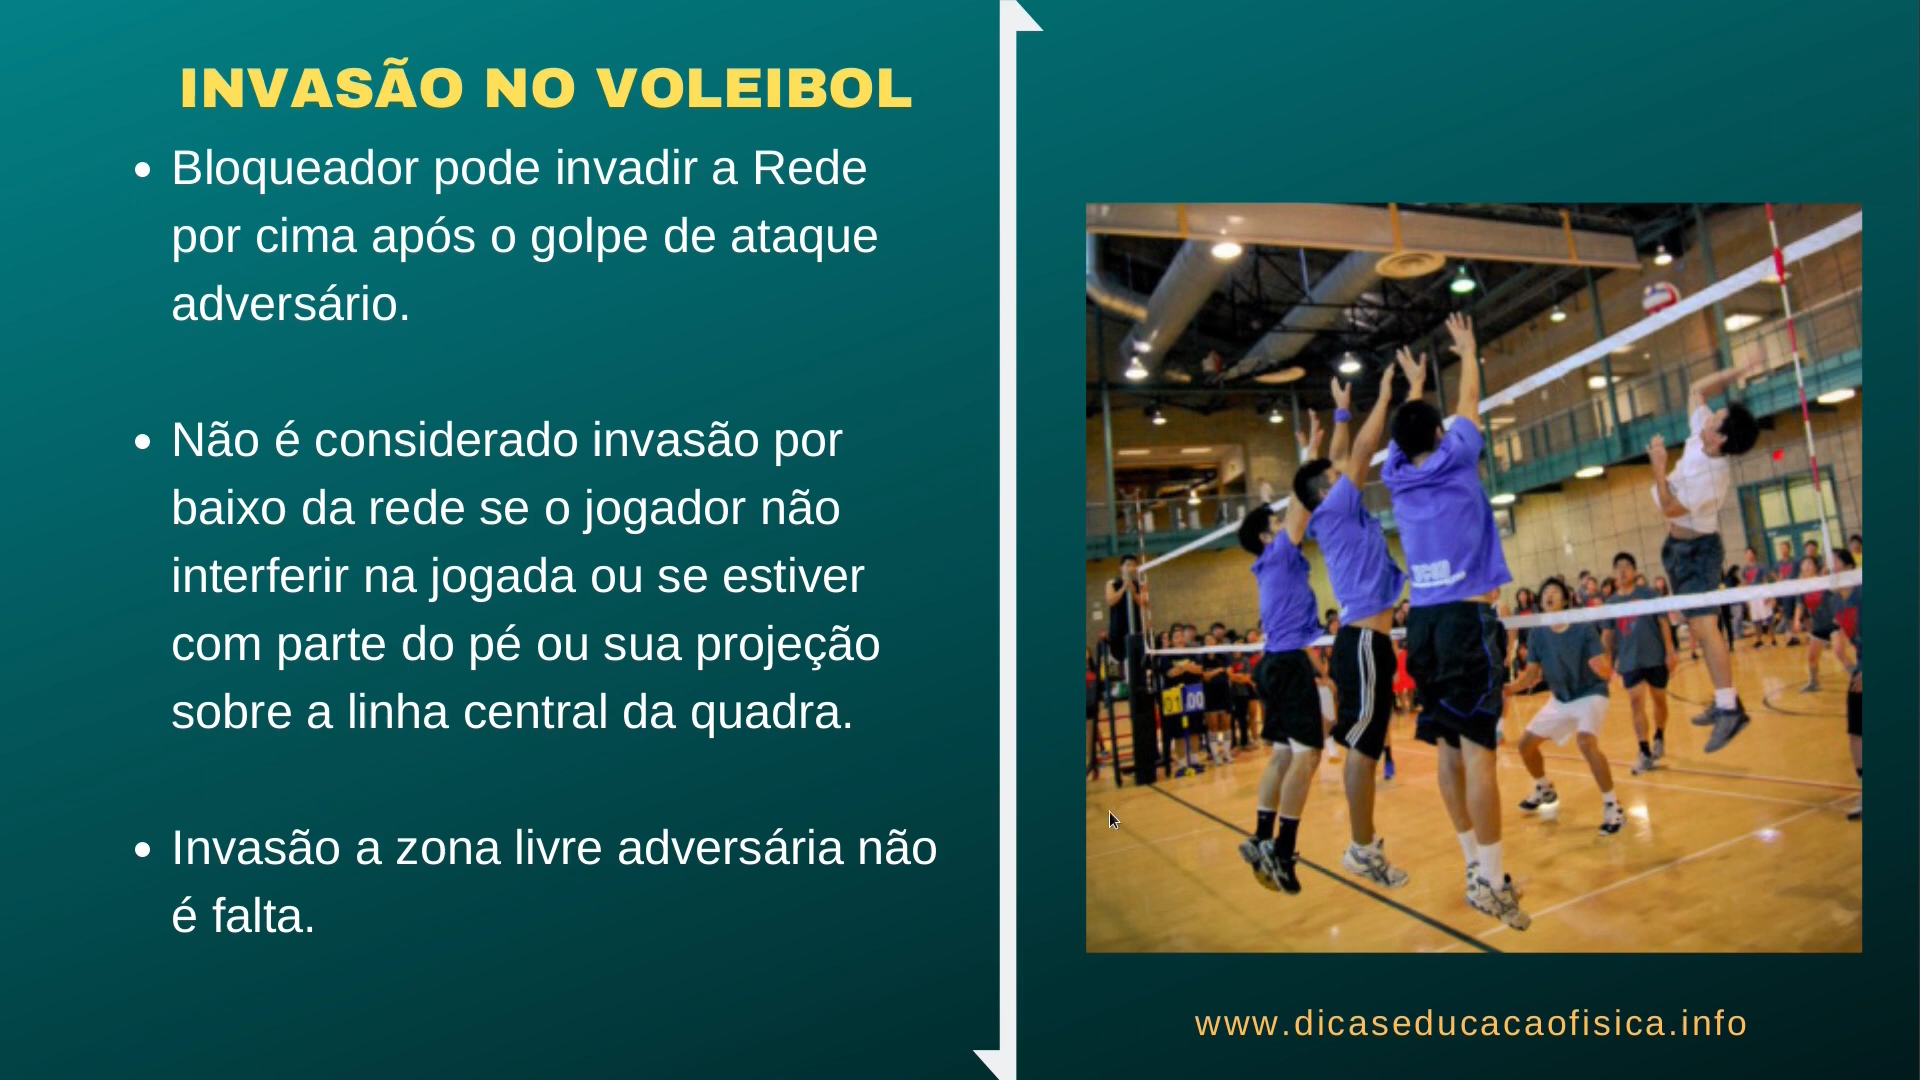 INVASÃO NO VOLEIBOL
• Bloqueador pode invadir a Rede
por cima após o golpe de ataque
adversário.
• Não é considerado invasão por
baixo da rede se o jogador não
interferir na jogada ou se estiver
com parte do pé ou sua projeção
sobre a linha central da quadra.
• Invasão a zona livre adversária não
é falta.
00
www.dicaseducacaofisica.info